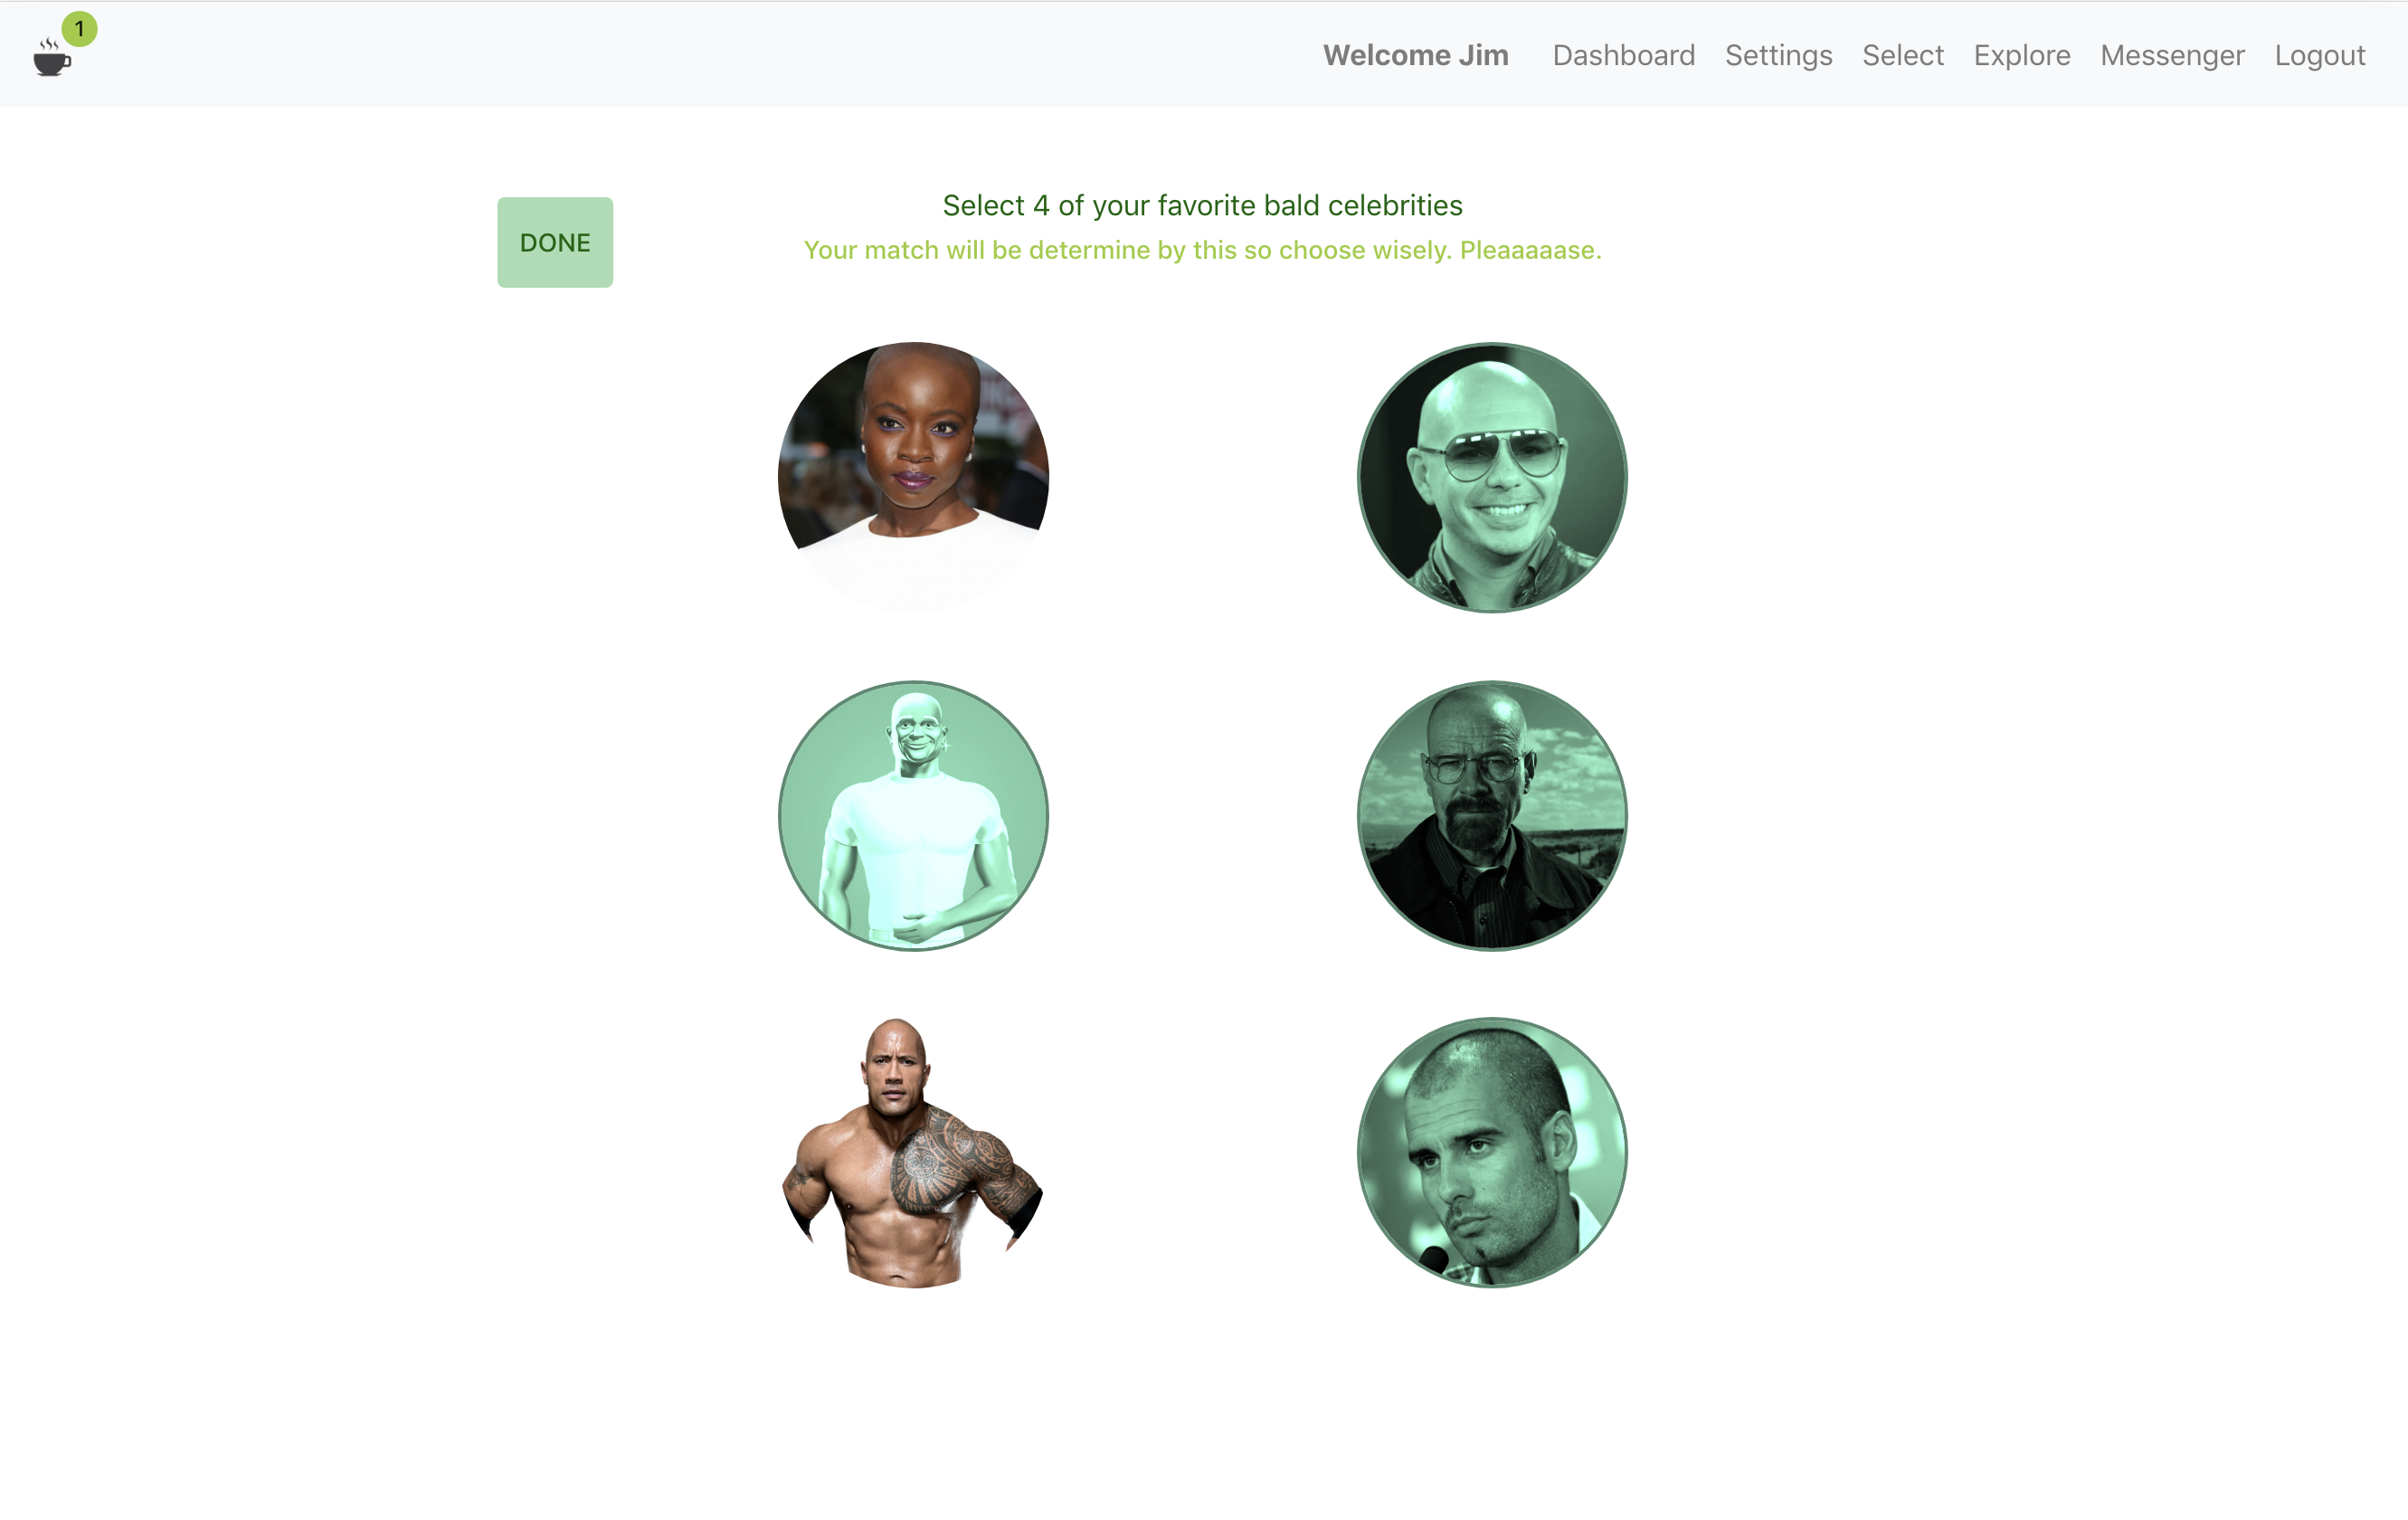 1
Welcome Jim Dashboard Settings Select Explore Messenger Logout
DONE
Select 4 of your favorite bald celebrities
Your match will be determine by this so choose wisely. Pleaaaaase.